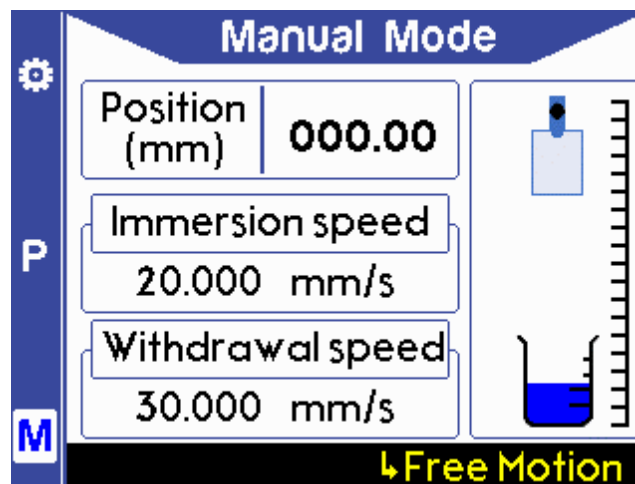 Manual Mode
Position
(mm)
000.00
Immersion speed
20.000 mm/s
P
Withdrawal speed
30.000 mm/s
M
↳Free Motion